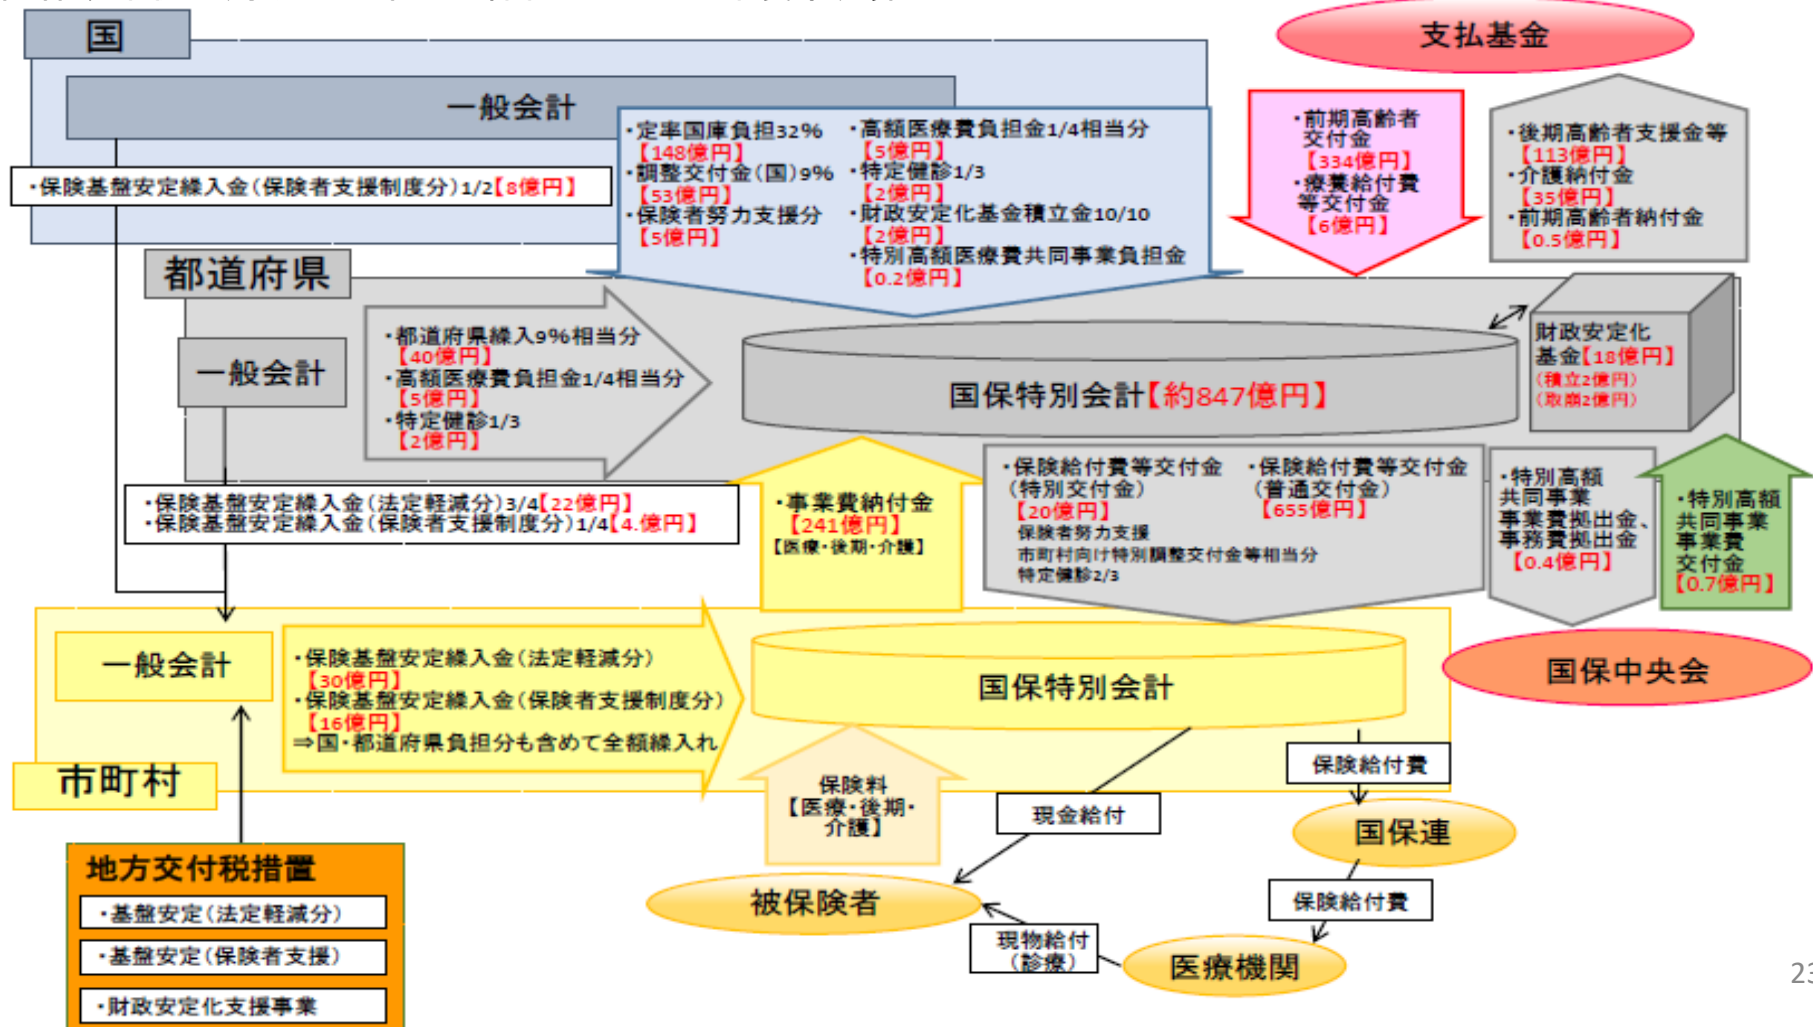 国
一般会計
・保険基盤安定繰入金(保険者支援制度分)1/2【8億円】
・定率国庫負担32%
【148億円】
・調整交付金(国)9%
【53億円】
・保険者努力支援分
【5億円】
・高額医療費負担金1/4相当分
【5億円】
・特定健診1/3
【2億円】
・財政安定化基金積立金10/10
【2億円】
・特別高額医療費共同事業負担金
【0.2億円】
支払基金
・前期高齢者
交付金
【334億円】
・療養給付費
等交付金
【6億円】
・後期高齢者支援金等
【113億円】
・介護納付金
【35億円】
・前期高齢者納付金
【0.5億円】
都道府県
一般会計
・都道府県繰入9%相当分
【40億円】
・高額医療費負担金1/4相当分
【5億円】
・特定健診1/3
【2億円】
国保特別会計【約847億円】
財政安定化
基金【18億円】
(積立2億円)
(取崩2億円)
・保険基盤安定繰入金(法定軽減分)3/4【22億円】
・保険基盤安定繰入金(保険者支援制度分)1/4【4.億円】
・事業費納付金
【241億円】
【医療・後期・介護】
・保険給付費等交付金
(特別交付金)
【20億円】
保険者努力支援
市町村向け特別調整交付金等相当分
特定健診2/3
・保険給付費等交付金
(普通交付金)
【655億円】
・特別高額
共同事業
事業費拠出金、
事務費拠出金
【0.4億円】
・特別高額
共同事業
事業費
交付金
【0.7億円】
一般会計
・保険基盤安定繰入金(法定軽減分)
【30億円】
・保険基盤安定繰入金(保険者支援制度分)
【16億円】
⇒国・都道府県負担分も含めて全額繰入れ
国保特別会計
国保中央会
市町村
保険料
【医療・後期・
介護】
現金給付
保険給付費
国保連
地方交付税措置
・基盤安定(法定軽減分)
・基盤安定(保険者支援)
・財政安定化支援事業
被保険者
保険給付費
現物給付
(診療)
医療機関